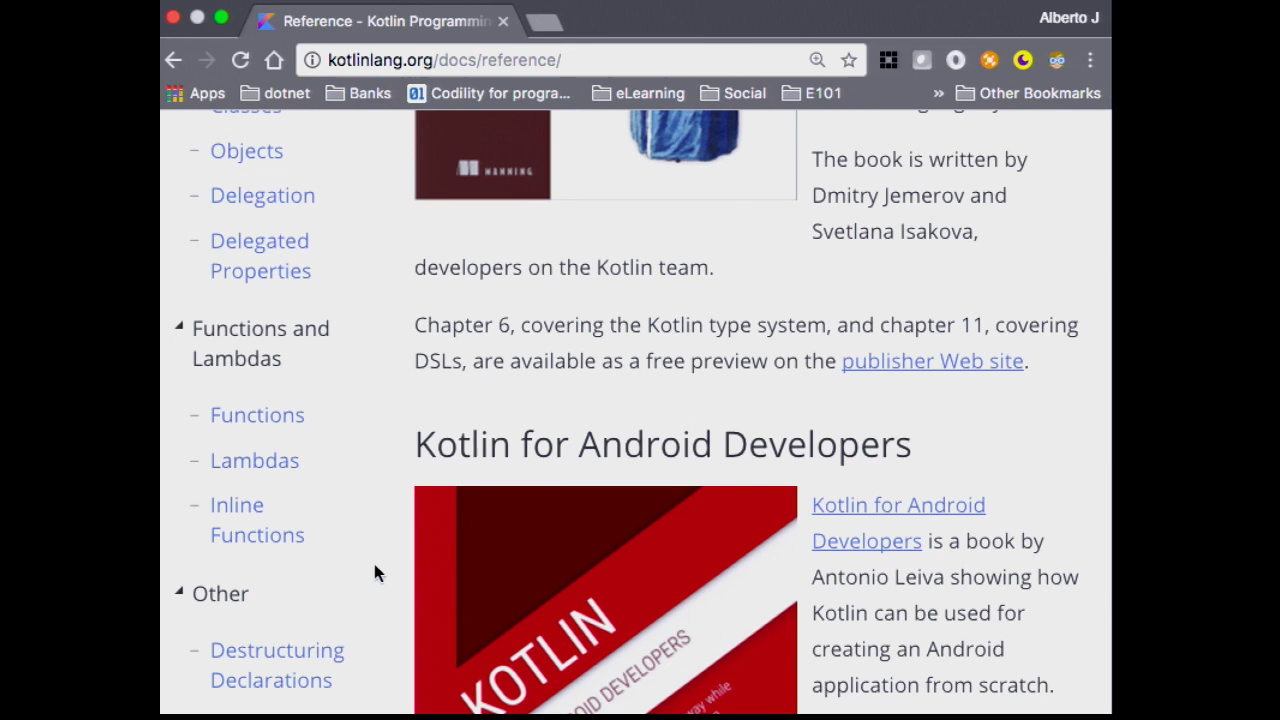 Reference - Kotlin Programmin
Alberto J
kotlinlang.org/docs/reference/
Apps
dotnet
Banks
01
Codility for progra...
eLearning
Social
E101
»
Other Bookmarks
Classes
– Objects
– Delegation
– Delegated
Properties
Functions and
Lambdas
– Functions
– Lambdas
– Inline
Functions
Other
– Destructuring
Declarations
MANNING
The book is written by
Dmitry Jemerov and
Svetlana Isakova,
developers on the Kotlin team.
Chapter 6, covering the Kotlin type system, and chapter 11, covering
DSLs, are available as a free preview on the publisher Web site.
Kotlin for Android Developers
KOTLIN
OID DEVELOPERS
way while
Kotlin for Android
Developers is a book by
Antonio Leiva showing how
Kotlin can be used for
creating an Android
application from scratch.